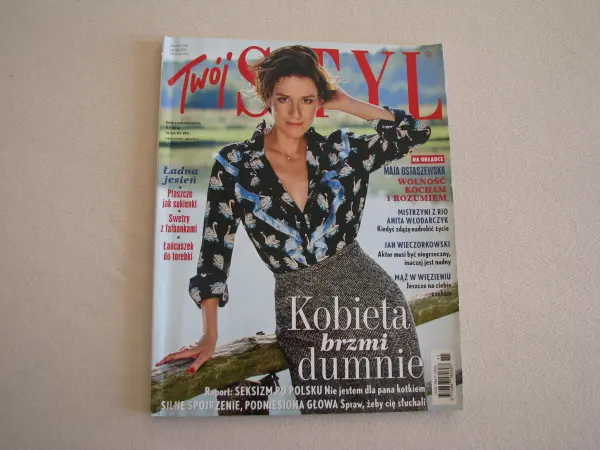 Twój STYL
Ładna
jesień
Płaszcze
jak sukienki
Swetry
z falbankami
Łańcuszek
do torebki
NA OKŁADCE
MAJA OSTASZEWSKA
WOLNOŚĆ
KOCHAM
I ROZUMIEM
MISTRZYNI Z RIO
ANITA WŁODARCZYK
Kiedyś zdążę nadrobić życie
JAN WIECZORKOWSKI
Aktor musi być niegrzeczny,
inaczej jest nudny
MĄŻ W WIĘZIENIU
Jeszcze na ciebie
czekam
Kobieta
brzmi
dumnie
Raport: SEKSIZM PO POLSKU Nie jestem dla pana kotkiem
SILNE SPOJRZENIE, PODNIESIONA GŁOWA Spraw, żeby cię słuchali